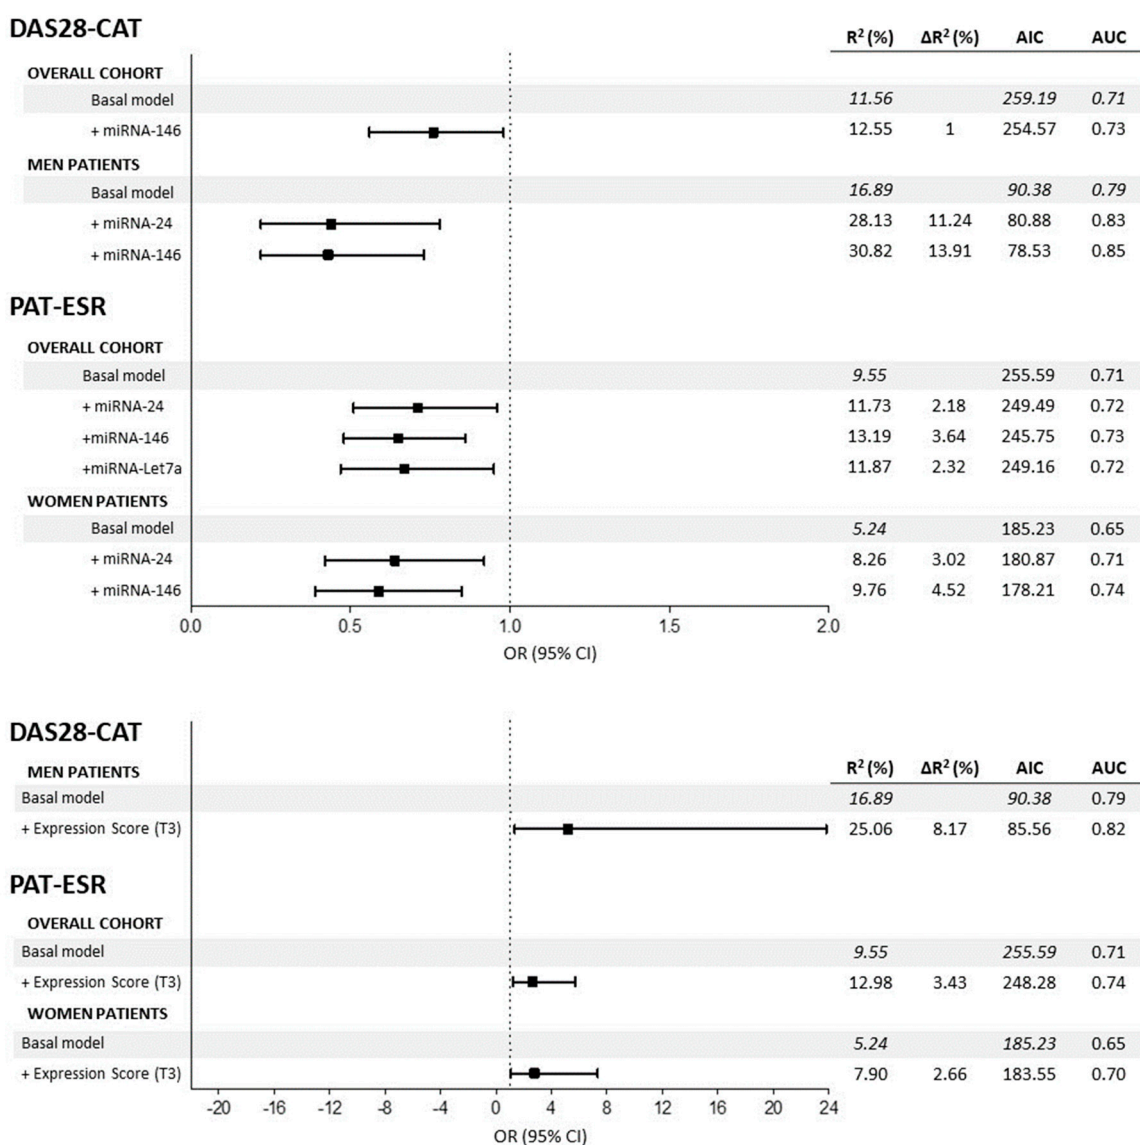 DAS28-CAT
R² (%) ΔR² (%) AIC AUC
OVERALL COHORT
Basal model 11.56 259.19 0.71
+ miRNA-146 12.55 1 254.57 0.73
MEN PATIENTS
Basal model 16.89 90.38 0.79
+ miRNA-24 28.13 11.24 80.88 0.83
+ miRNA-146 30.82 13.91 78.53 0.85
PAT-ESR
OVERALL COHORT
Basal model 9.55 255.59 0.71
+ miRNA-24 11.73 2.18 249.49 0.72
+miRNA-146 13.19 3.64 245.75 0.73
+miRNA-Let7a 11.87 2.32 249.16 0.72
WOMEN PATIENTS
Basal model 5.24 185.23 0.65
+ miRNA-24 8.26 3.02 180.87 0.71
+ miRNA-146 9.76 4.52 178.21 0.74
0.0 0.5 1.0 1.5 2.0
OR (95% CI)
DAS28-CAT
MEN PATIENTS R² (%) ΔR² (%) AIC AUC
Basal model 16.89 90.38 0.79
+ Expression Score (T3) 25.06 8.17 85.56 0.82
PAT-ESR
OVERALL COHORT
Basal model 9.55 255.59 0.71
+ Expression Score (T3) 12.98 3.43 248.28 0.74
WOMEN PATIENTS
Basal model 5.24 185.23 0.65
+ Expression Score (T3) 7.90 2.66 183.55 0.70
-20 -16 -12 -8 -4 0 4 8 12 16 20 24
OR (95% CI)